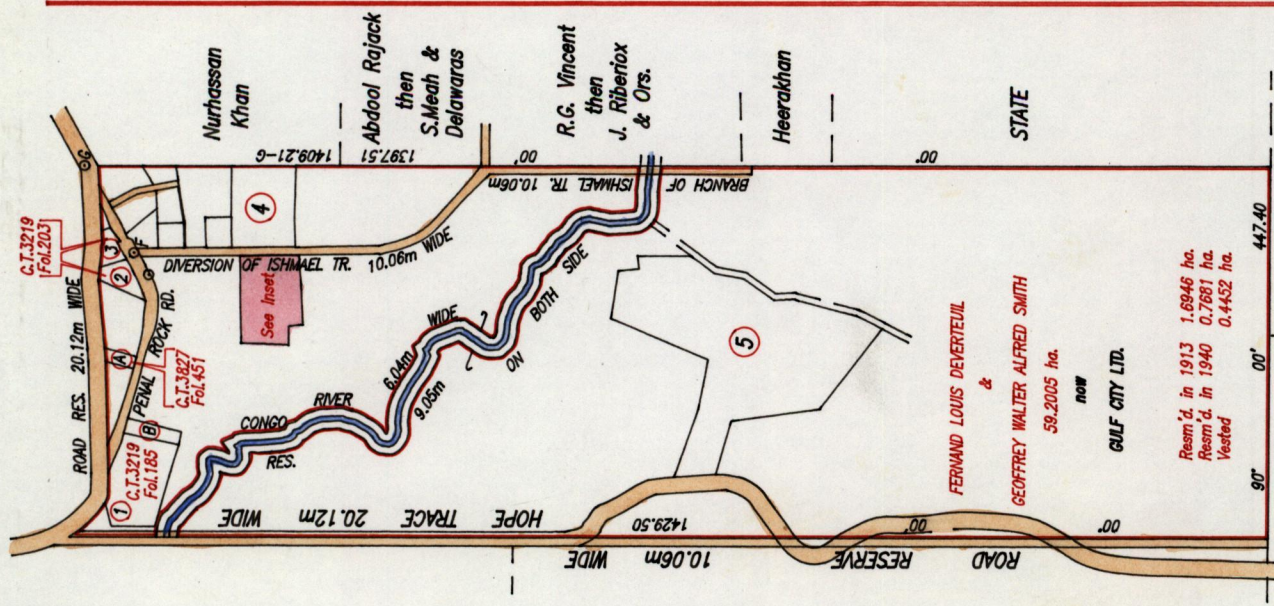 Nurhassan
Khan
Abdool Rajack
then
S.Meah &
Delawaras
R.G. Vincent
then
J. Riberiox
& Ors.
Heerakhan
STATE
G
1409.21-G
1397.51
00'
00'
C.T.3219
Fol.203
ROAD RES. 20.12m WIDE
3
2
F
4
DIVERSION OF ISHMAEL TR. 10.06m WIDE
BRANCH OF ISHMAEL TR. 10.06m
See Inset
PENAL ROCK RD.
A
C.T.3827
Fol.451
B
1
C.T.3219
Fol.185
CONGO RIVER
RES.
6.04m WIDE
9.05m ON BOTH SIDE
5
HOPE TRACE 20.12m WIDE
1429.50
00'
00'
ROAD RESERVE 10.06m WIDE
FERNAND LOUIS DEVERTEUIL
&
GEOFFREY WALTER ALFRED SMITH
59.2005 ha.
now
GULF CITY LTD.
Resm'd. in 1913 1.6946 ha.
Resm'd. in 1940 0.7681 ha.
Vested 0.4452 ha.
90° 00' 447.40